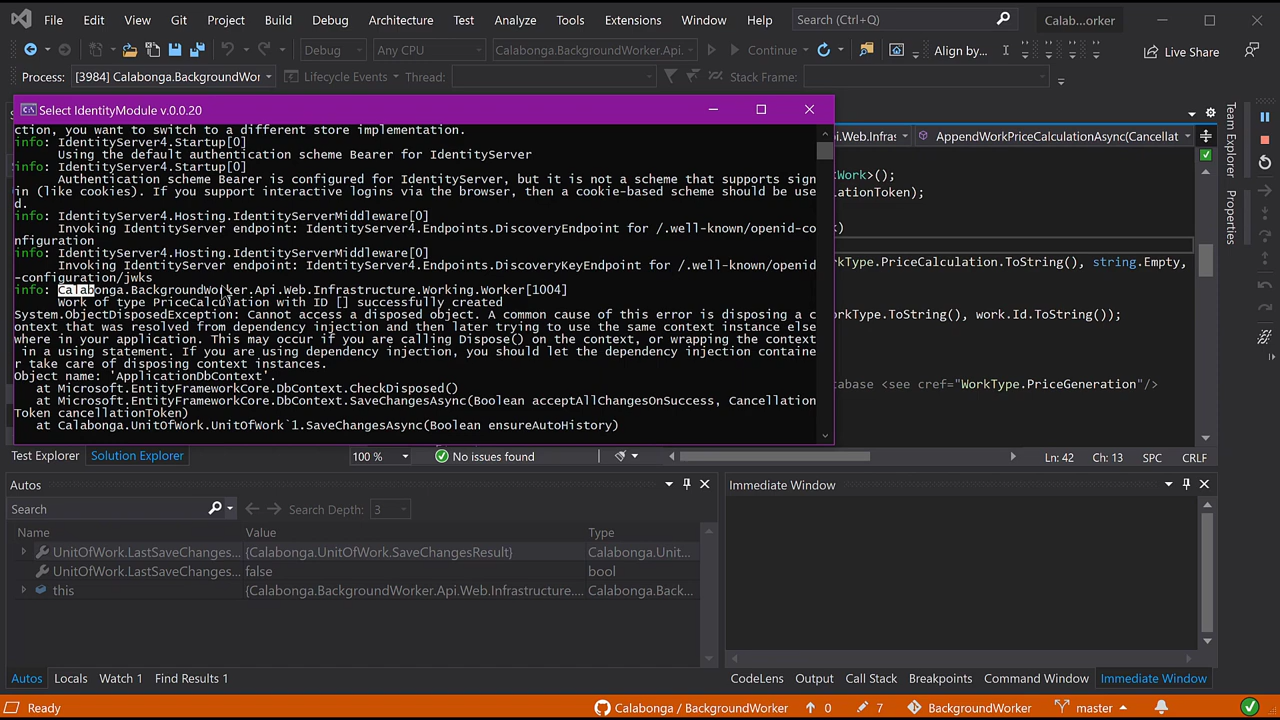 File Edit View Git Project Build Debug Architecture Test Analyze Tools Extensions Window Help Search (Ctrl+Q) Calab...orker
Debug Any CPU Calabonga.BackgroundWorker.Api. Continue Align by... Live Share
Process: [3984] Calabonga.BackgroundWor Lifecycle Events Thread: Stack Frame:
Select IdentityModule v.0.0.20
ction, you want to switch to a different store implementation.
info: IdentityServer4.Startup[0]
Using the default authentication scheme Bearer for IdentityServer
info: IdentityServer4.Startup[0]
Authentication scheme Bearer is configured for IdentityServer, but it is not a scheme that supports sign
in (like cookies). If you support interactive logins via the browser, then a cookie-based scheme should be use
d.
info: IdentityServer4.Hosting.IdentityServerMiddleware[0]
Invoking IdentityServer endpoint: IdentityServer4.Endpoints.DiscoveryEndpoint for /.well-known/openid-co
nfiguration
info: IdentityServer4.Hosting.IdentityServerMiddleware[0]
Invoking IdentityServer endpoint: IdentityServer4.Endpoints.DiscoveryKeyEndpoint for /.well-known/openid
-configuration/jwks
info: Calabonga.BackgroundWorker.Api.Web.Infrastructure.Working.Worker[1004]
Work of type PriceCalculation with ID [] successfully created
System.ObjectDisposedException: Cannot access a disposed object. A common cause of this error is disposing a c
ontext that was resolved from dependency injection and then later trying to use the same context instance else
where in your application. This may occur if you are calling Dispose() on the context, or wrapping the context
in a using statement. If you are using dependency injection, you should let the dependency injection containe
r take care of disposing context instances.
Object name: 'ApplicationDbContext'.
at Microsoft.EntityFrameworkCore.DbContext.CheckDisposed()
at Microsoft.EntityFrameworkCore.DbContext.SaveChangesAsync(Boolean acceptAllChangesOnSuccess, Cancellation
Token cancellationToken)
at Calabonga.UnitOfWork.UnitOfWork`1.SaveChangesAsync(Boolean ensureAutoHistory)
pi.Web.Infras AppendWorkPriceCalculationAsync(Cancellat
Work>();
lationToken);
)
rkType.PriceCalculation.ToString(), string.Empty,
orkType.ToString(), work.Id.ToString());
abase <see cref="WorkType.PriceGeneration"/>
Team Explorer
Properties
Test Explorer Solution Explorer 100 % No issues found Ln: 42 Ch: 13 SPC CRLF
Autos
Search Search Depth: 3
Name Value Type
UnitOfWork.LastSaveChanges... {Calabonga.UnitOfWork.SaveChangesResult} Calabonga.Unit...
UnitOfWork.LastSaveChanges... false bool
this {Calabonga.BackgroundWorker.Api.Web.Infrastructure.... Calabonga.Back...
Immediate Window
Autos Locals Watch 1 Find Results 1 CodeLens Output Call Stack Breakpoints Command Window Immediate Window
Ready Calabonga / BackgroundWorker 0 7 BackgroundWorker master